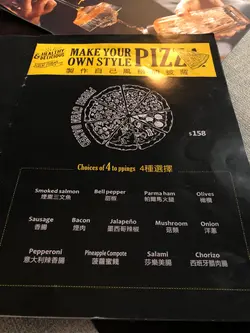 HEALTHY
& DELICIOUS
MAKE YOUR
OWN STYLE
PIZZ
製作自己風格的披薩
$158
Choices of 4 toppings 4種選擇
Smoked salmon
煙熏三文魚
Bell pepper
甜椒
Parma ham
帕爾馬火腿
Olives
橄欖
Sausage
香腸
Bacon
煙肉
Jalapeño
墨西哥辣椒
Mushroom
菇類
Onion
洋蔥
Pepperoni
意大利辣香腸
Pineapple Compote
菠蘿蜜餞
Salami
莎樂美腸
Chorizo
西班牙臘肉腸